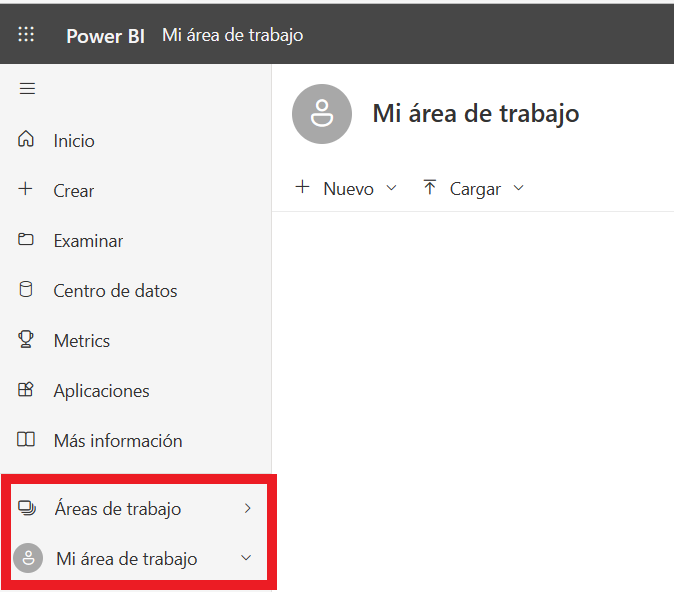 Power BI Mi área de trabajo
Mi área de trabajo
Nuevo Cargar
Inicio
Crear
Examinar
Centro de datos
Metrics
Aplicaciones
Más información
Áreas de trabajo
Mi área de trabajo